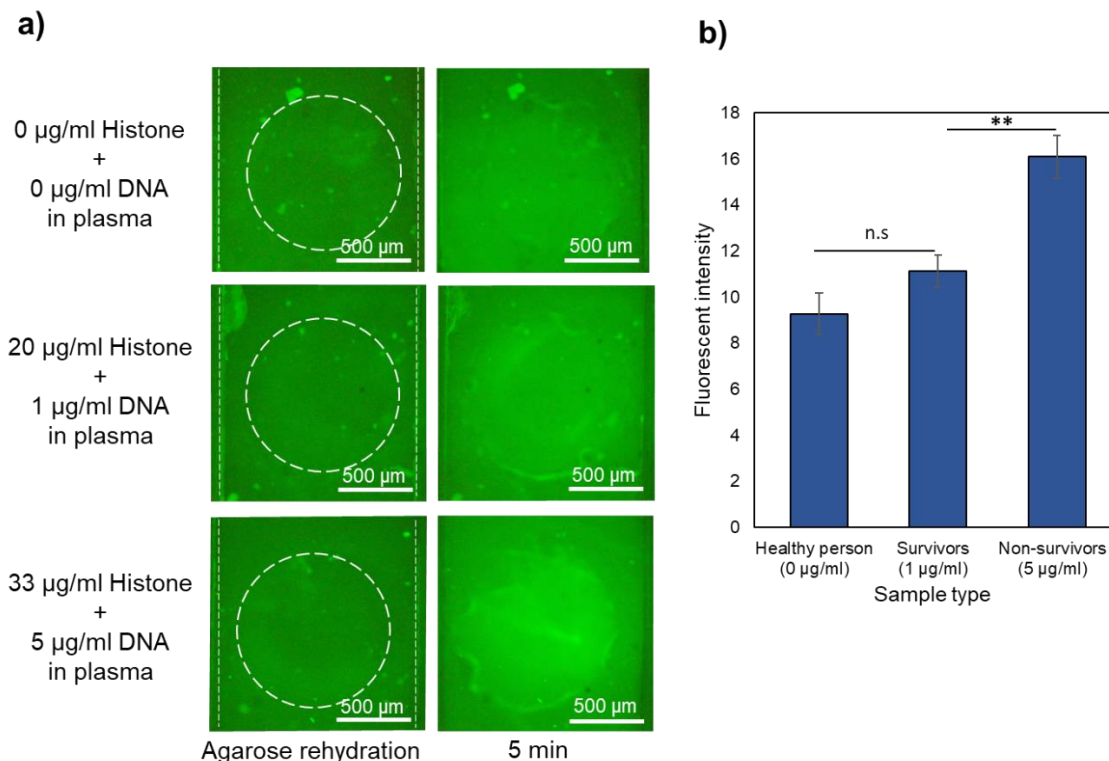 a)
0 µg/ml Histone
+
0 µg/ml DNA
in plasma
500 µm
500 µm
20 µg/ml Histone
+
1 µg/ml DNA
in plasma
500 µm
500 µm
33 µg/ml Histone
+
5 µg/ml DNA
in plasma
500 µm
500 µm
Agarose rehydration
5 min
b)
Fluorescent intensity
18
16
14
12
10
8
6
4
2
0
n.s
**
Healthy person
(0 µg/ml)
Survivors
(1 µg/ml)
Non-survivors
(5 µg/ml)
Sample type